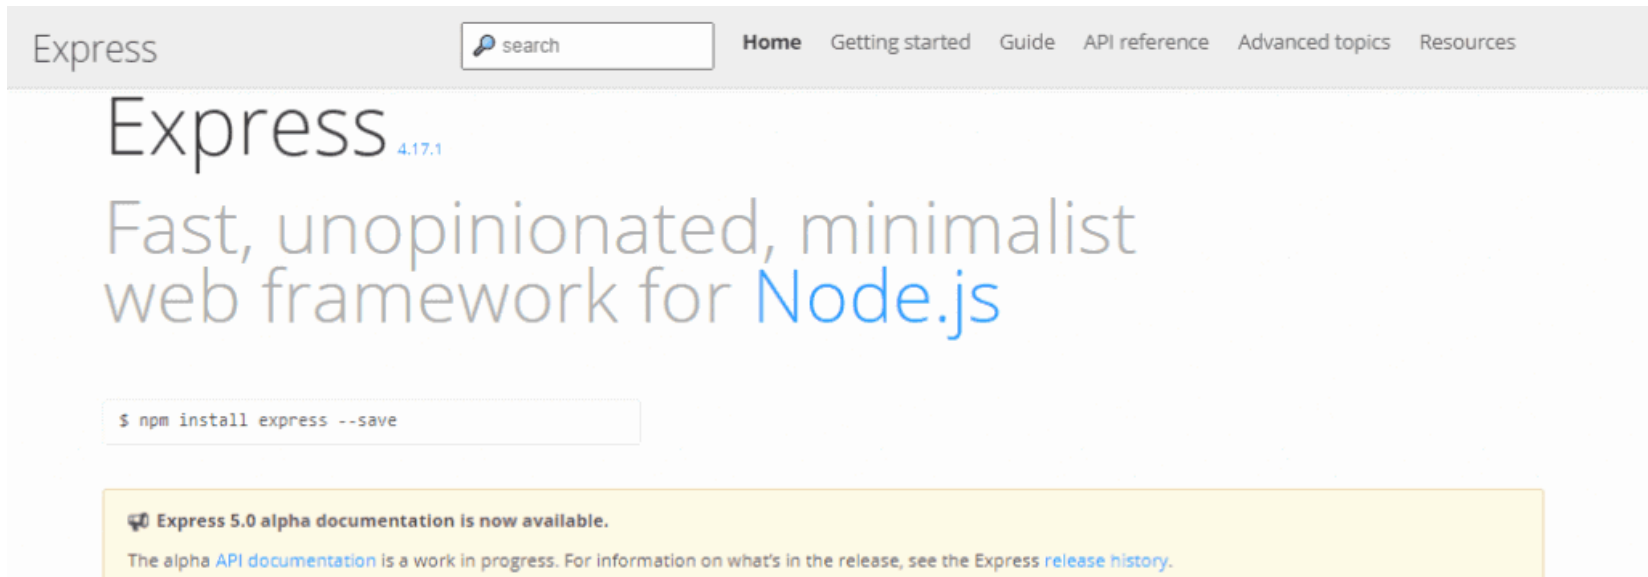 Express
search
Home Getting started Guide API reference Advanced topics Resources
Express 4.17.1
Fast, unopinionated, minimalist
web framework for Node.js
$ npm install express --save
Express 5.0 alpha documentation is now available.
The alpha API documentation is a work in progress. For information on what's in the release, see the Express release history.